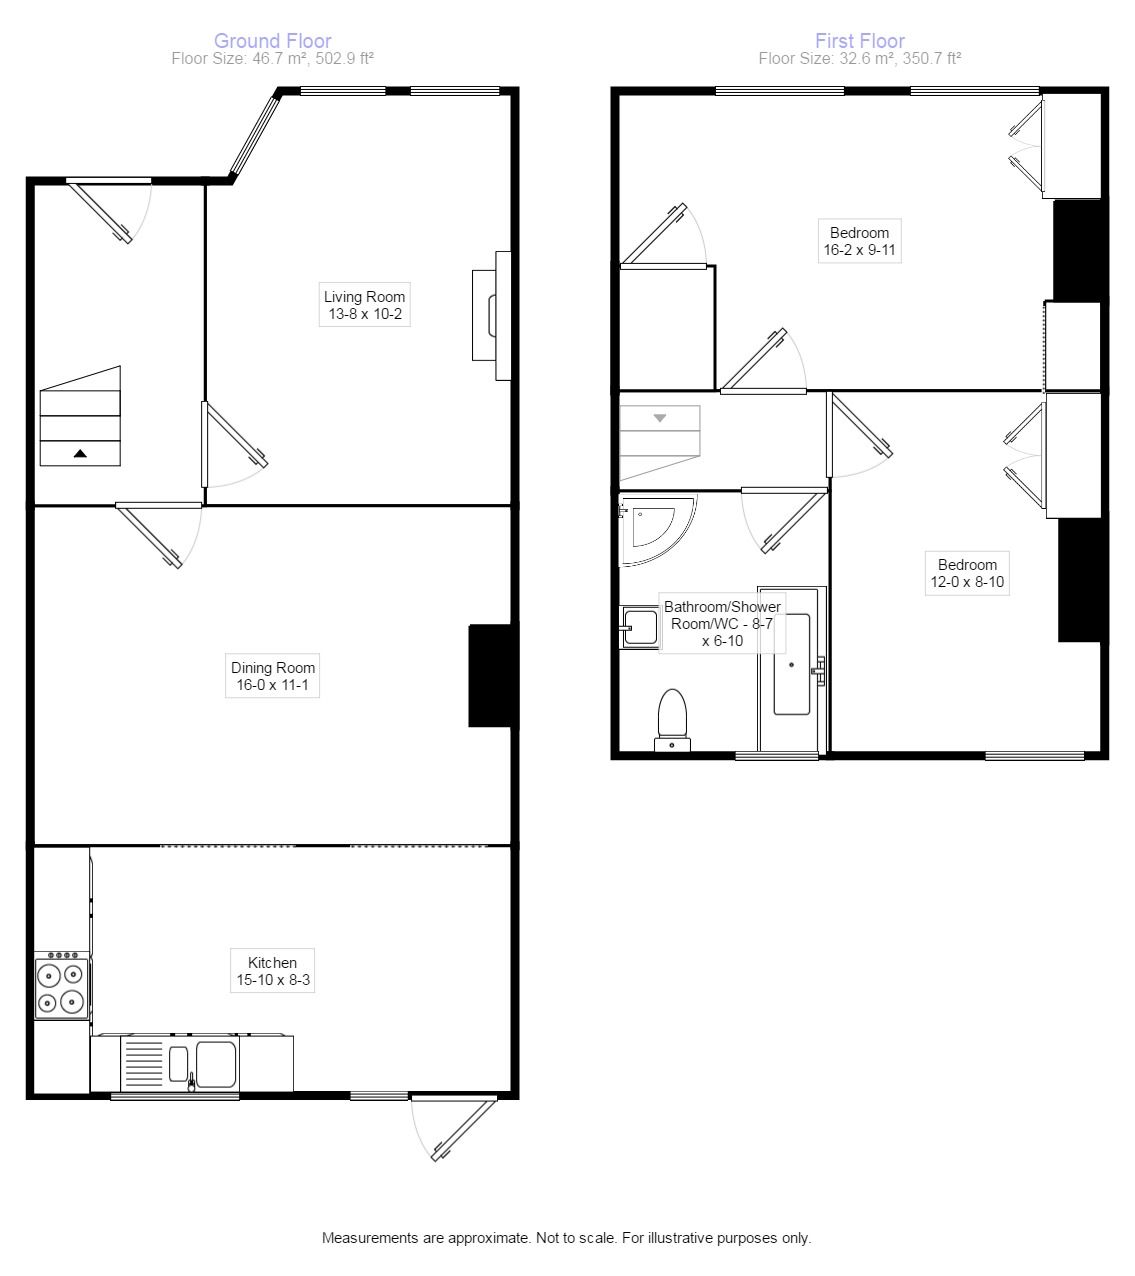 Ground Floor
Floor Size: 46.7 m², 502.9 ft²
First Floor
Floor Size: 32.6 m², 350.7 ft²
Living Room
13-8 x 10-2
Dining Room
16-0 x 11-1
Kitchen
15-10 x 8-3
Bedroom
16-2 x 9-11
Bedroom
12-0 x 8-10
Bathroom/Shower
Room/WC - 8-7
x 6-10
Measurements are approximate. Not to scale. For illustrative purposes only.